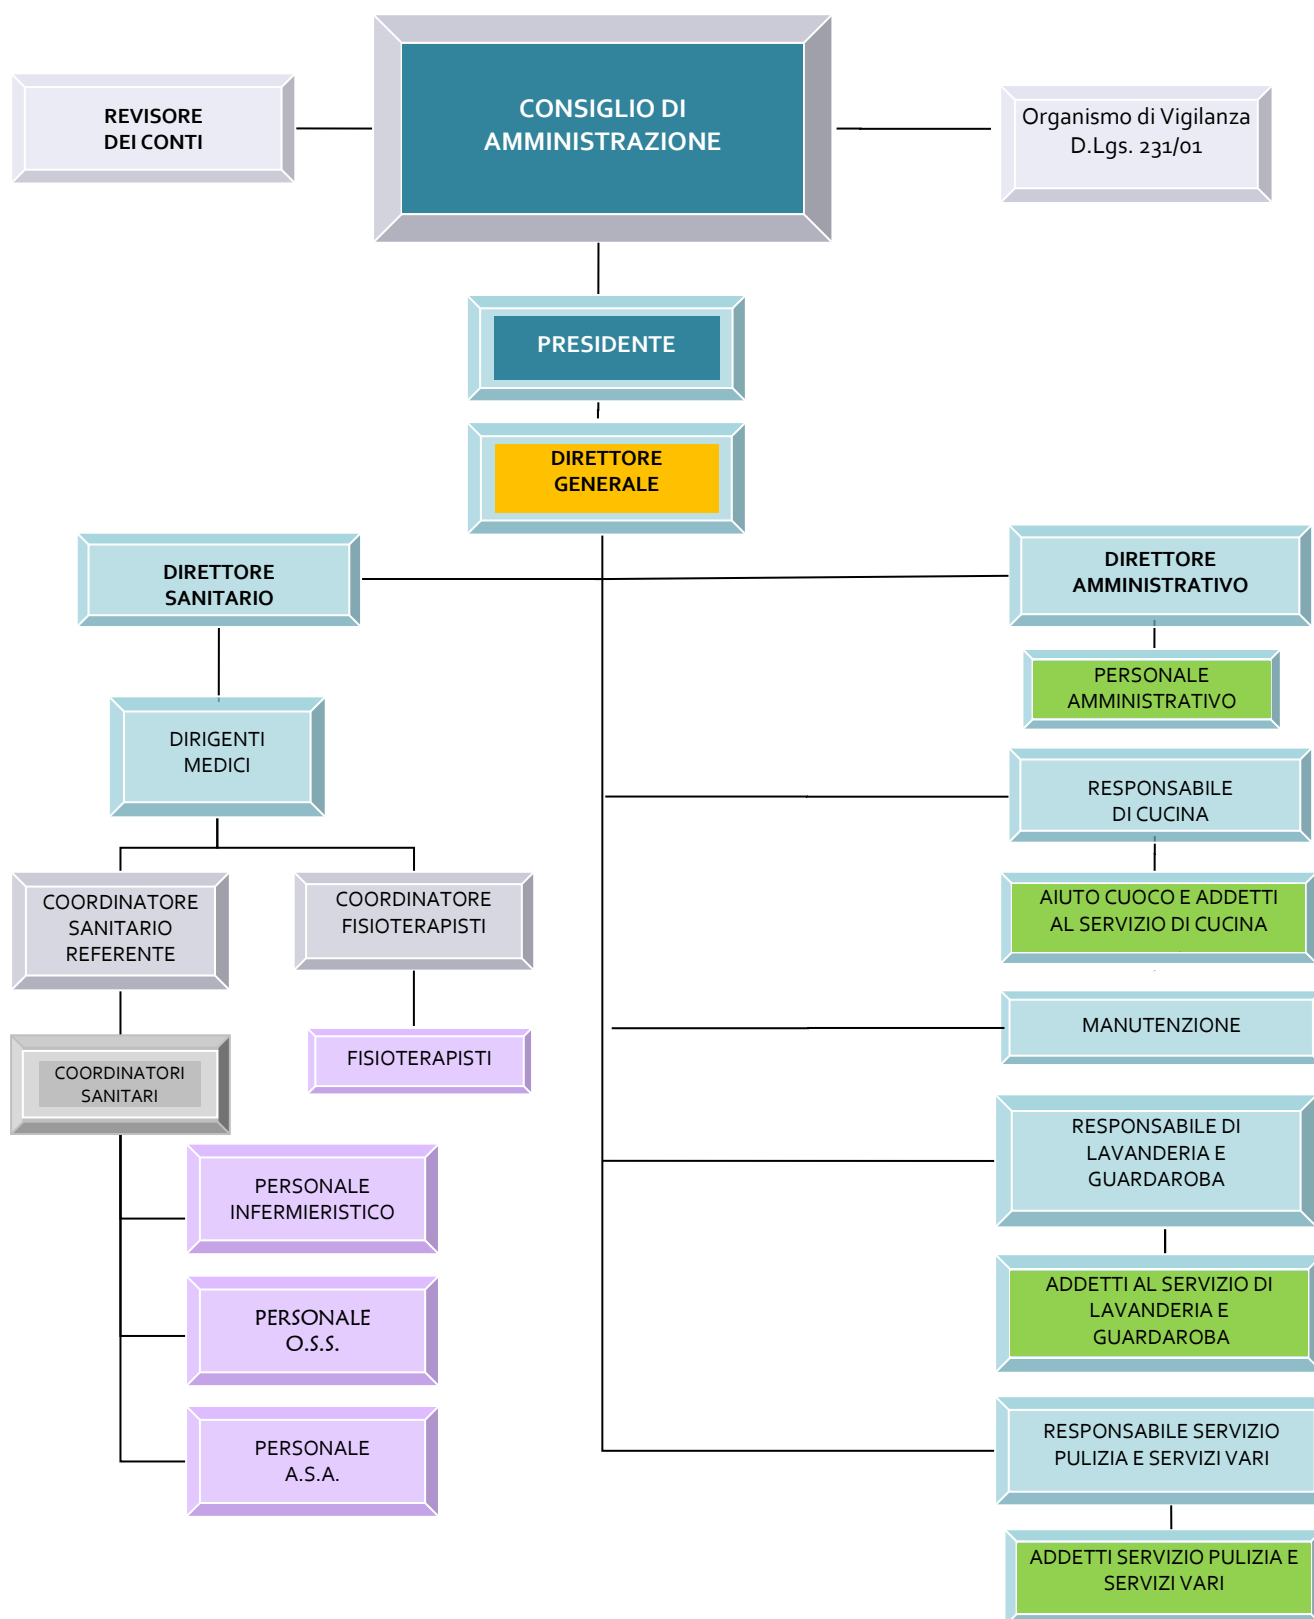 REVISORE
DEI CONTI
CONSIGLIO DI
AMMINISTRAZIONE
Organismo di Vigilanza
D.Lgs. 231/01
PRESIDENTE
DIRETTORE
GENERALE
DIRETTORE
SANITARIO
DIRETTORE
AMMINISTRATIVO
PERSONALE
AMMINISTRATIVO
DIRIGENTI
MEDICI
RESPONSABILE
DI CUCINA
COORDINATORE
SANITARIO
REFERENTE
COORDINATORE
FISIOTERAPISTI
AIUTO CUOCO E ADDETTI
AL SERVIZIO DI CUCINA
MANUTENZIONE
FISIOTERAPISTI
COORDINATORI
SANITARI
RESPONSABILE DI
LAVANDERIA E
GUARDAROBA
PERSONALE
INFERMIERISTICO
ADDETTI AL SERVIZIO DI
LAVANDERIA E
GUARDAROBA
PERSONALE
O.S.S.
RESPONSABILE SERVIZIO
PULIZIA E SERVIZI VARI
PERSONALE
A.S.A.
ADDETTI SERVIZIO PULIZIA E
SERVIZI VARI